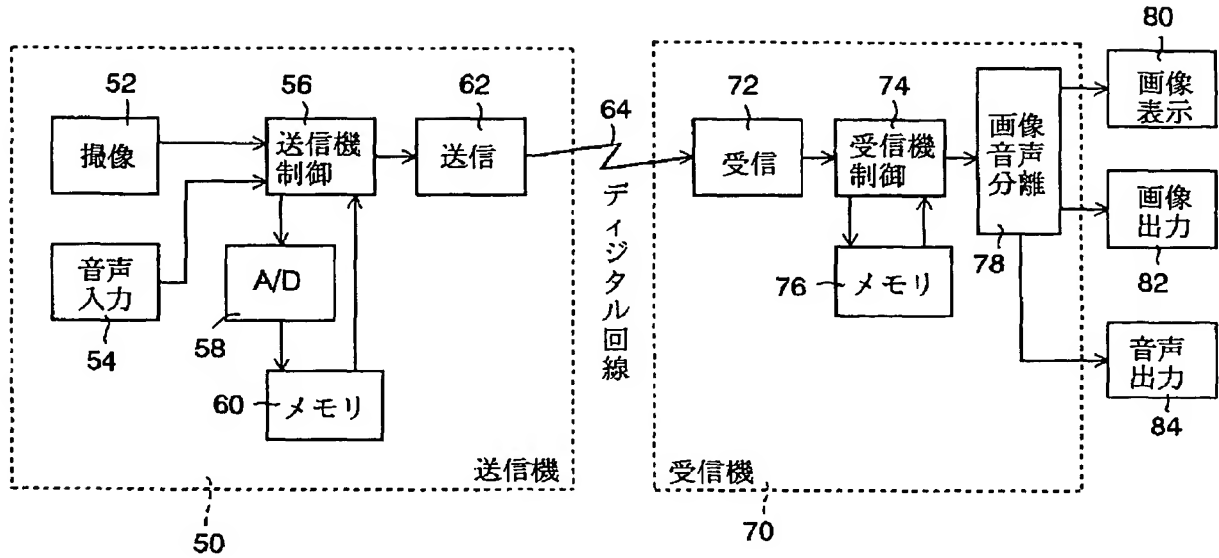 52
撮像
音声
入力
54
56
送信機
制御
A/D
58
60
メモリ
62
送信
送信機
50
64
ディジタル回線
72
受信
74
受信機
制御
76
メモリ
画像
音声
分離
78
受信機
70
80
画像
表示
画像
出力
82
音声
出力
84